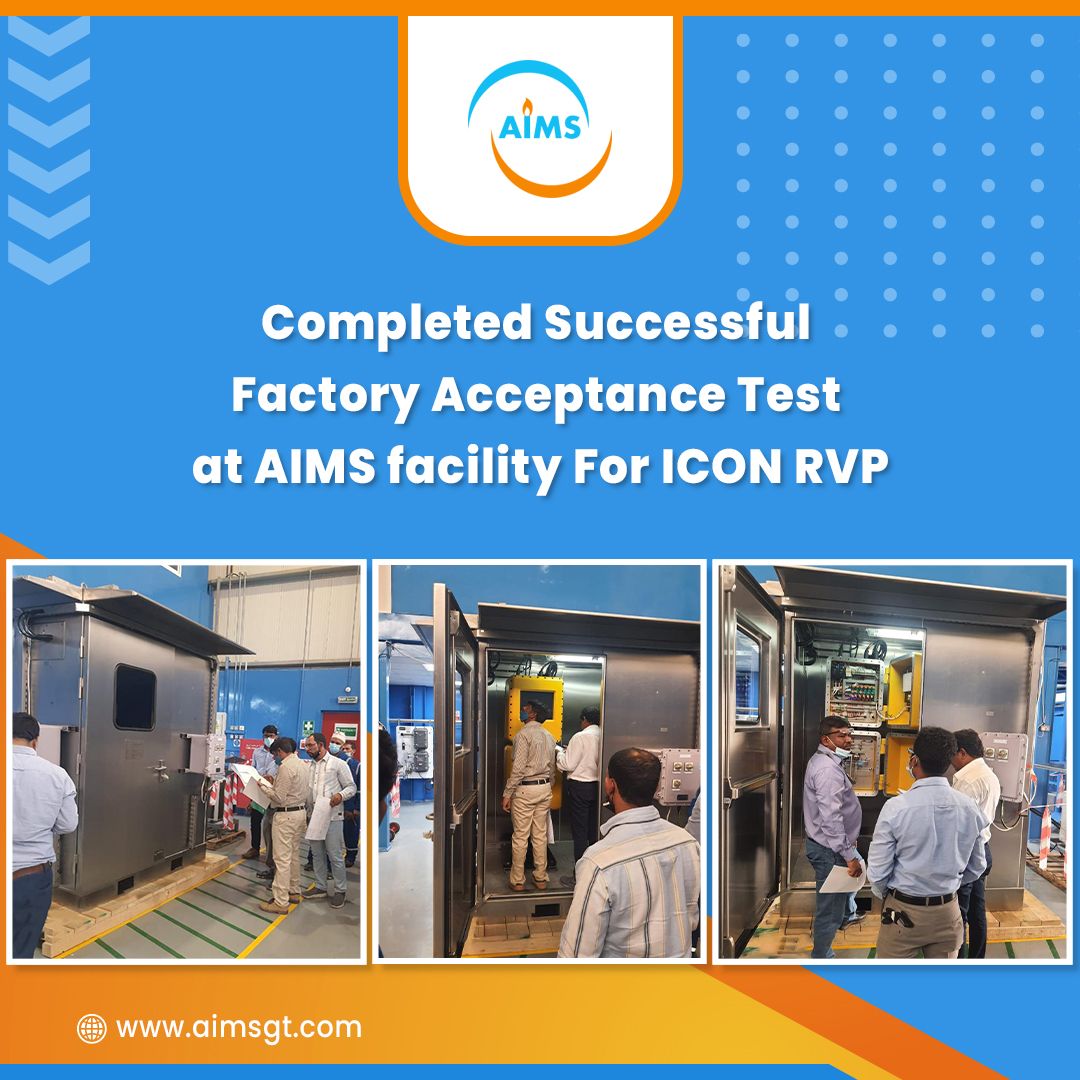 AIMS
Completed Successful
Factory Acceptance Test
at AIMS facility For ICON RVP
www.aimsgt.com